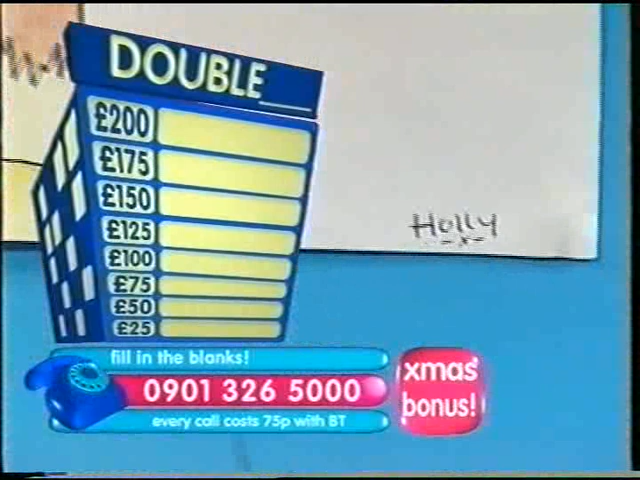 DOUBLE____
£200
£175
£150
£125
£100
£75
£50
£25
Holly
fill in the blanks!
0901 326 5000
every call costs 75p with BT
xmas
bonus!